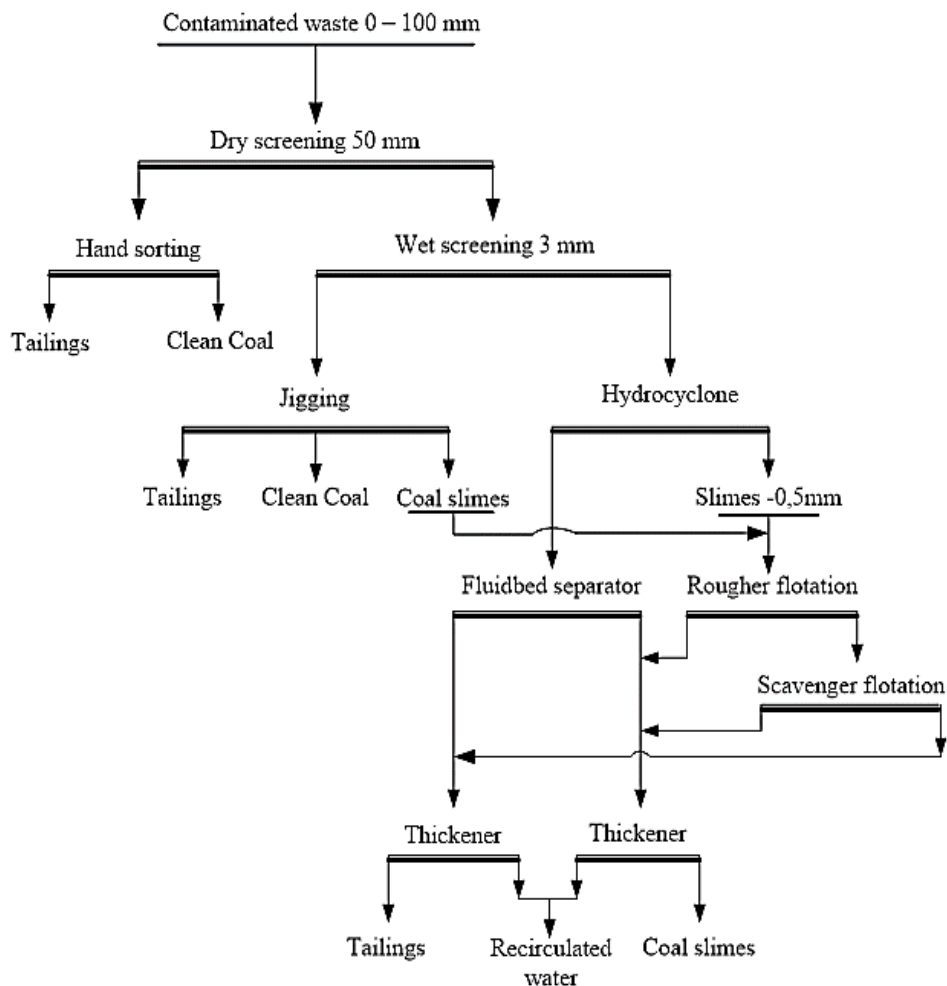 Contaminated waste 0 – 100 mm
Dry screening 50 mm
Hand sorting
Wet screening 3 mm
Tailings
Clean Coal
Jigging
Hydrocyclone
Tailings
Clean Coal
Coal slimes
Slimes -0,5mm
Fluidbed separator
Rougher flotation
Scavenger flotation
Thickener
Thickener
Tailings
Recirculated
water
Coal slimes